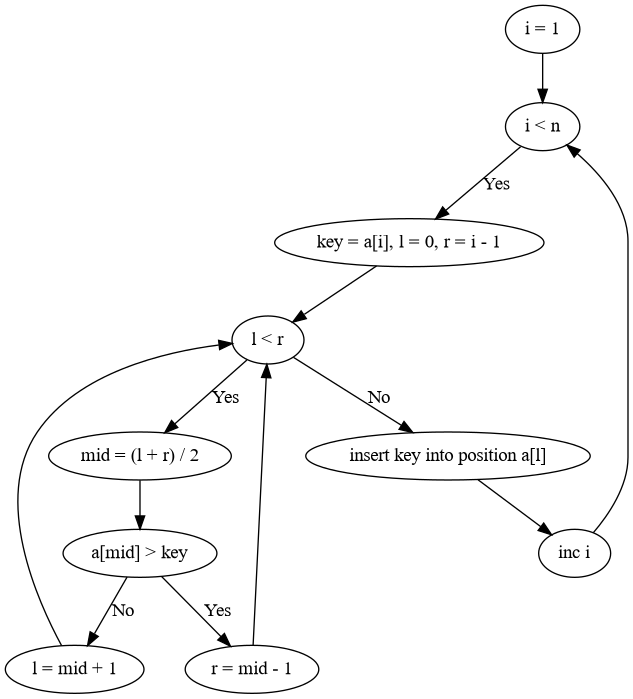 i = 1
i < n
Yes
key = a[i], l = 0, r = i - 1
l < r
Yes
No
mid = (l + r) / 2
insert key into position a[l]
a[mid] > key
inc i
No
Yes
l = mid + 1
r = mid - 1